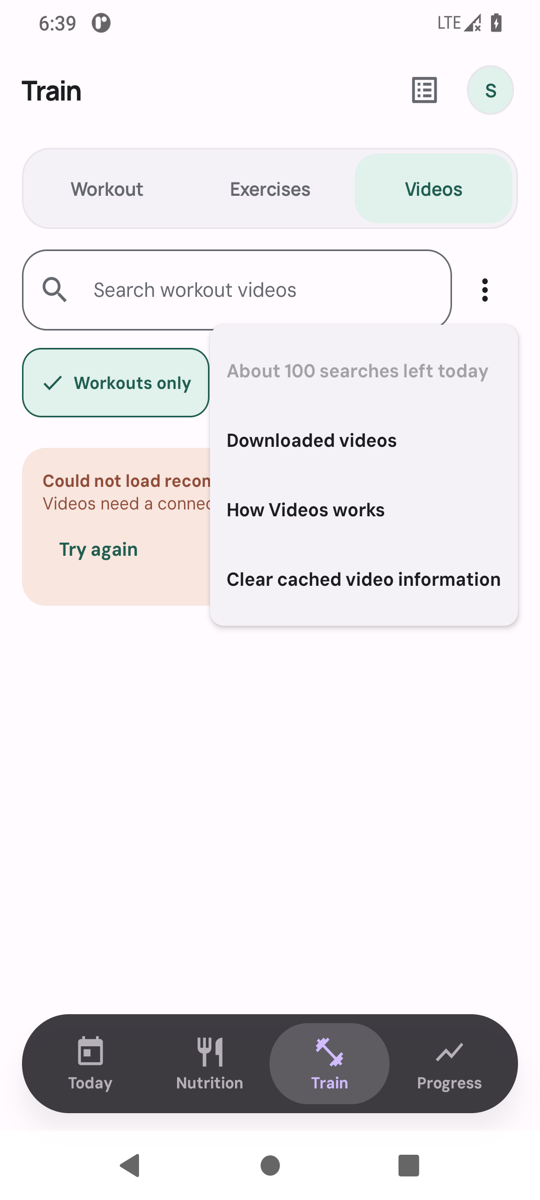 6:39
LTE
Train
S
Workout
Exercises
Videos
Search workout videos
Workouts only
About 100 searches left today
Downloaded videos
How Videos works
Clear cached video information
Could not load recon
Videos need a connec
Try again
Today
Nutrition
Train
Progress